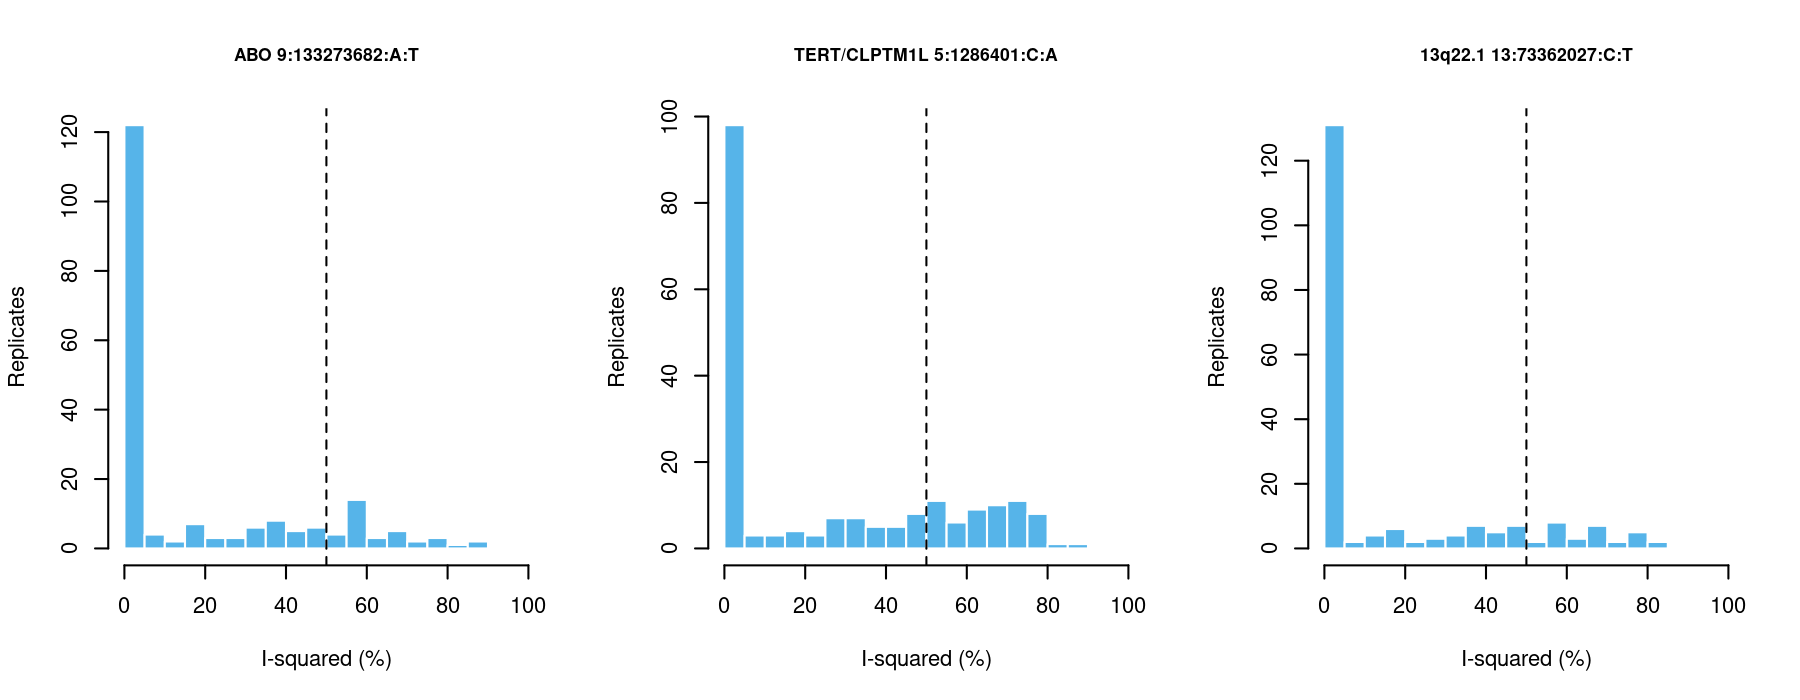 ABO 9:133273682:A:T
Replicates
0
20
40
60
80
100
120
0 20 40 60 80 100
I-squared (%)
TERT/CLPTM1L 5:1286401:C:A
Replicates
0
20
40
60
80
100
0 20 40 60 80 100
I-squared (%)
13q22.1 13:73362027:C:T
Replicates
0
20
40
60
80
100
120
0 20 40 60 80 100
I-squared (%)